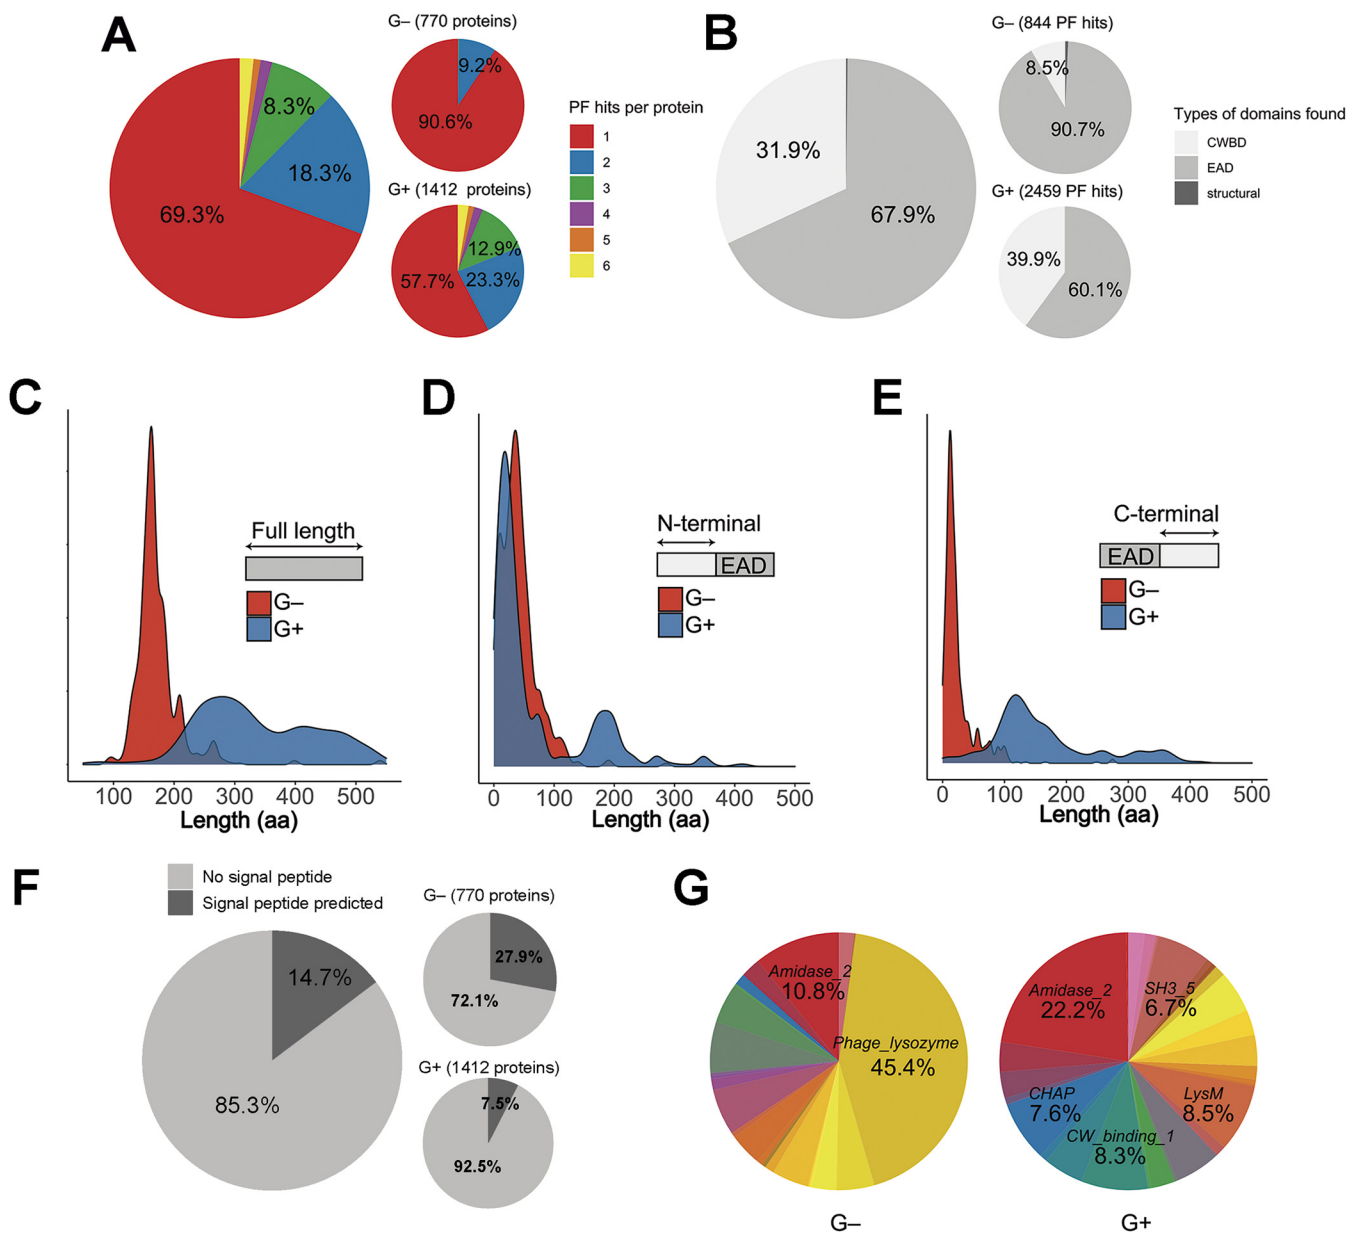 A
69.3%
18.3%
8.3%
G– (770 proteins)
9.2%
90.6%
G+ (1412 proteins)
12.9%
57.7%
23.3%
PF hits per protein
1
2
3
4
5
6
B
31.9%
67.9%
G– (844 PF hits)
8.5%
90.7%
G+ (2459 PF hits)
39.9%
60.1%
Types of domains found
CWBD
EAD
structural
C
Full length
G–
G+
100
200
300
400
500
Length (aa)
D
N-terminal
EAD
G–
G+
0
100
200
300
400
500
Length (aa)
E
C-terminal
EAD
G–
G+
0
100
200
300
400
500
Length (aa)
F
No signal peptide
Signal peptide predicted
14.7%
85.3%
G– (770 proteins)
27.9%
72.1%
G+ (1412 proteins)
7.5%
92.5%
G
Amidase_2
10.8%
Phage_lysozyme
45.4%
G–
Amidase_2
22.2%
SH3_5
6.7%
CHAP
7.6%
LysM
8.5%
CW_binding_1
8.3%
G+